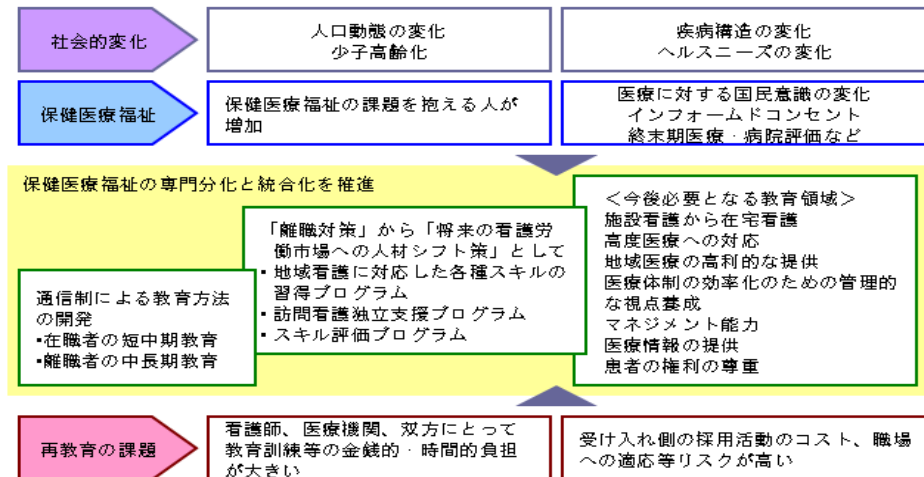 社会的変化
人口動態の変化
少子高齢化
疾病構造の変化
ヘルスニーズの変化
保健医療福祉
保健医療福祉の課題を抱える人が
増加
医療に対する国民意識の変化
インフォームドコンセント
終末期医療・病院評価など
保健医療福祉の専門分化と統合化を推進
通信制による教育方法
の開発
•在職者の短中期教育
•離職者の中長期教育
「離職対策」から「将来の看護労
働市場への人材シフト策」として
•地域看護に対応した各種スキルの
習得プログラム
•訪問看護独立支援プログラム
•スキル評価プログラム
＜今後必要となる教育領域＞
施設看護から在宅看護
高度医療への対応
地域医療の高利的な提供
医療体制の効率化のための管理的
な視点養成
マネジメント能力
医療情報の提供
患者の権利の尊重
再教育の課題
看護師、医療機関、双方にとって
教育訓練等の金銭的・時間的負担
が大きい
受け入れ側の採用活動のコスト、職場
への適応等リスクが高い